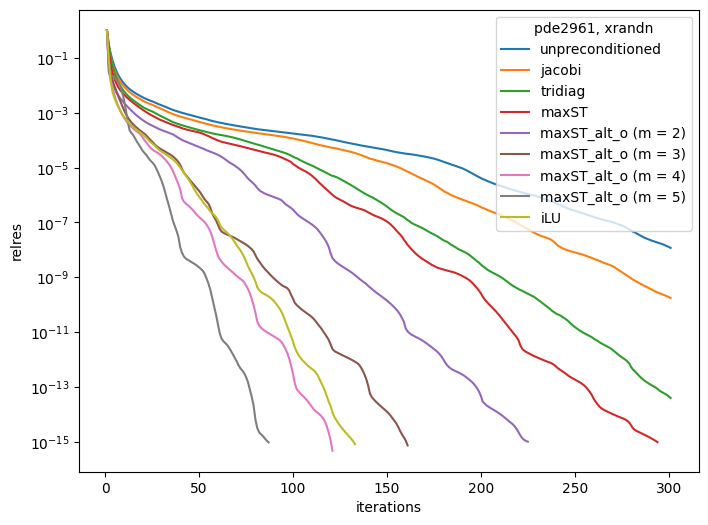 pde2961, xrandn
unpreconditioned
jacobi
tridiag
maxST
maxST_alt_o (m = 2)
maxST_alt_o (m = 3)
maxST_alt_o (m = 4)
maxST_alt_o (m = 5)
iLU
relres
10⁻¹
10⁻³
10⁻⁵
10⁻⁷
10⁻⁹
10⁻¹¹
10⁻¹³
10⁻¹⁵
0 50 100 150 200 250 300
iterations